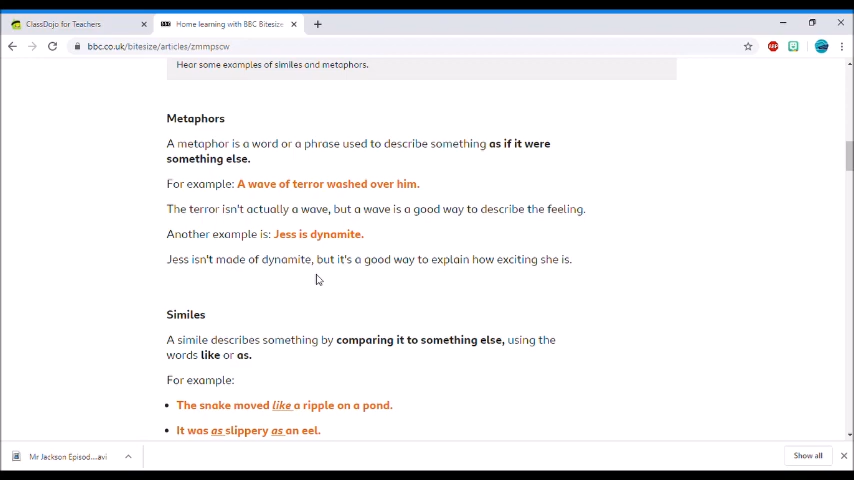 ClassDojo for Teachers
Home learning with BBC Bitesize
bbc.co.uk/bitesize/articles/zmmpscw
ABP
Hear some examples of similes and metaphors.
Metaphors
A metaphor is a word or a phrase used to describe something as if it were
something else.
For example: A wave of terror washed over him.
The terror isn't actually a wave, but a wave is a good way to describe the feeling.
Another example is: Jess is dynamite.
Jess isn't made of dynamite, but it's a good way to explain how exciting she is.
Similes
A simile describes something by comparing it to something else, using the
words like or as.
For example:
• The snake moved like a ripple on a pond.
• It was as slippery as an eel.
Mr Jackson Episod....avi
Show all